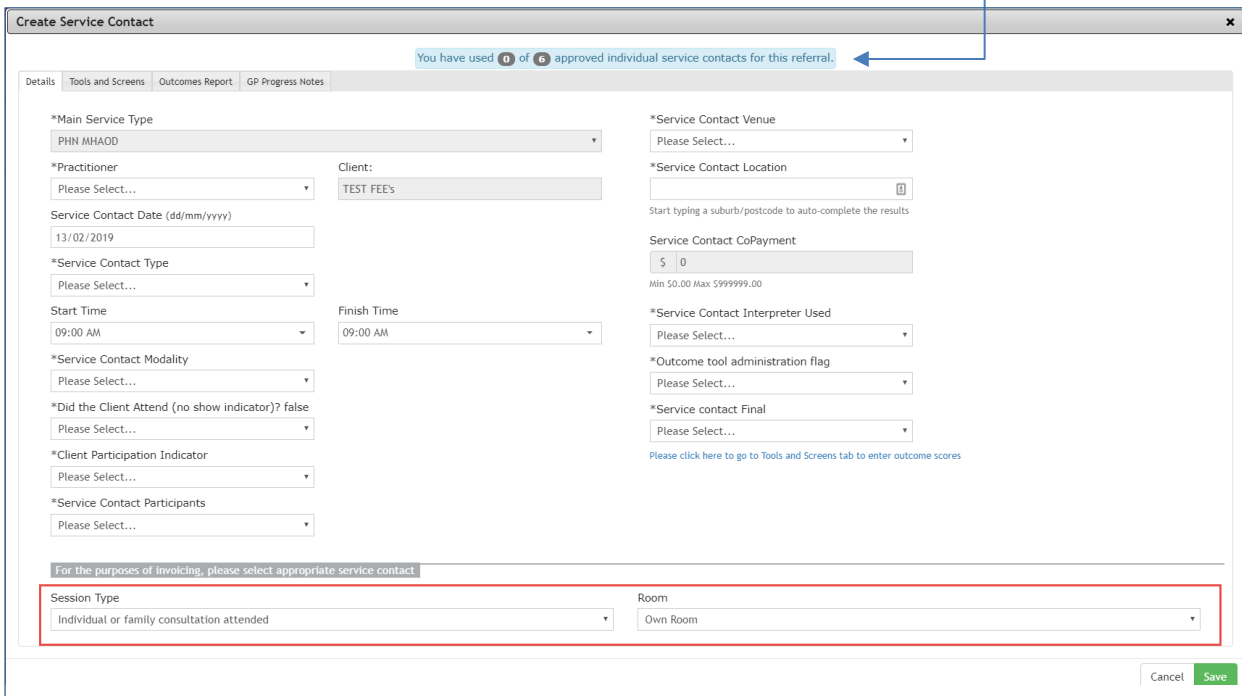 Create Service Contact ×
You have used 0 of 6 approved individual service contacts for this referral.
Details Tools and Screens Outcomes Report GP Progress Notes
*Main Service Type
PHN MHAOD
*Practitioner Client:
Please Select... TEST FEE's
Service Contact Date (dd/mm/yyyy)
13/02/2019
*Service Contact Type
Please Select...
Start Time Finish Time
09:00 AM 09:00 AM
*Service Contact Modality
Please Select...
*Did the Client Attend (no show indicator)? false
Please Select...
*Client Participation Indicator
Please Select...
*Service Contact Participants
Please Select...
*Service Contact Venue
Please Select...
*Service Contact Location
Start typing a suburb/postcode to auto-complete the results
Service Contact CoPayment
$ 0
Min $0.00 Max $999999.00
*Service Contact Interpreter Used
Please Select...
*Outcome tool administration flag
Please Select...
*Service contact Final
Please Select...
Please click here to go to Tools and Screens tab to enter outcome scores
For the purposes of invoicing, please select appropriate service contact
Session Type Room
Individual or family consultation attended Own Room
Cancel Save